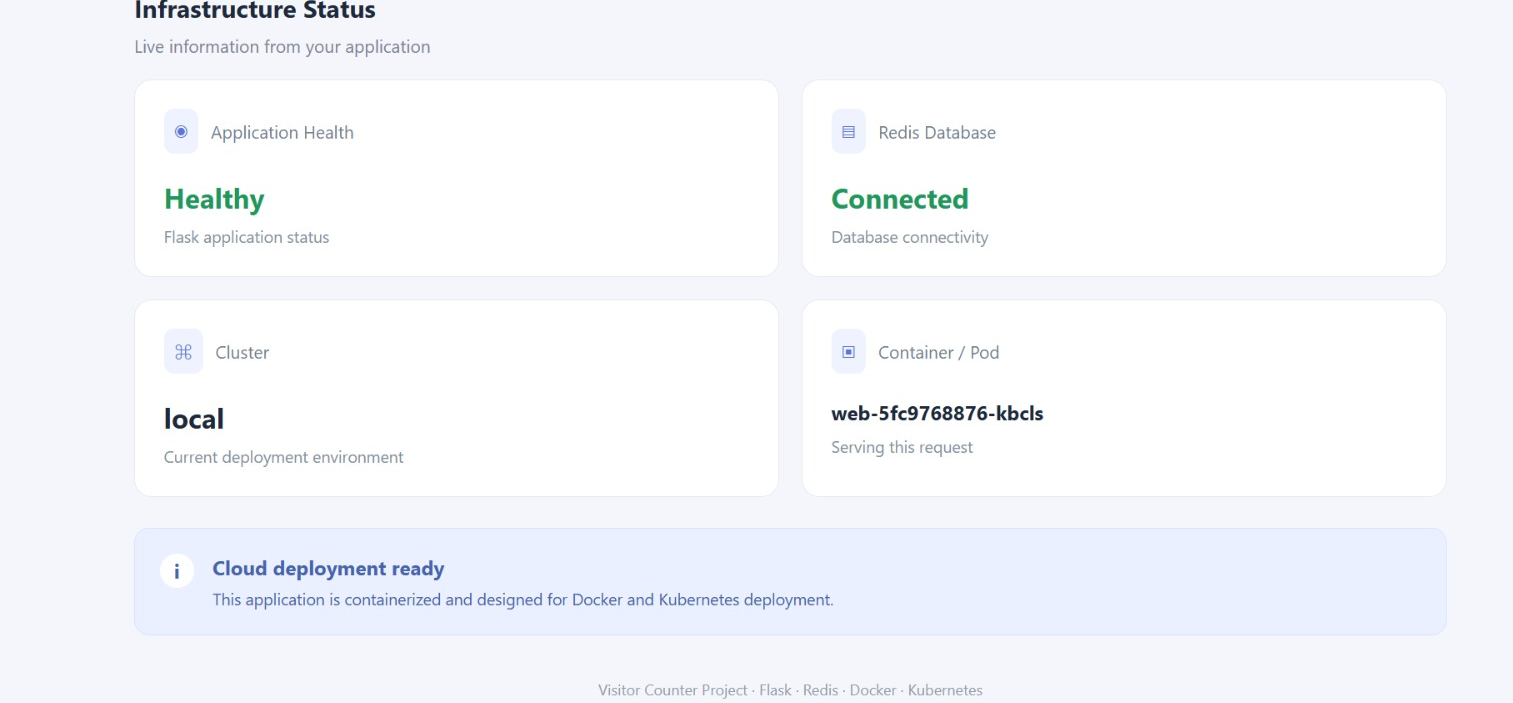 Infrastructure Status
Live information from your application
Application Health
Healthy
Flask application status
Redis Database
Connected
Database connectivity
Cluster
local
Current deployment environment
Container / Pod
web-5fc9768876-kbcls
Serving this request
i
Cloud deployment ready
This application is containerized and designed for Docker and Kubernetes deployment.
Visitor Counter Project · Flask · Redis · Docker · Kubernetes